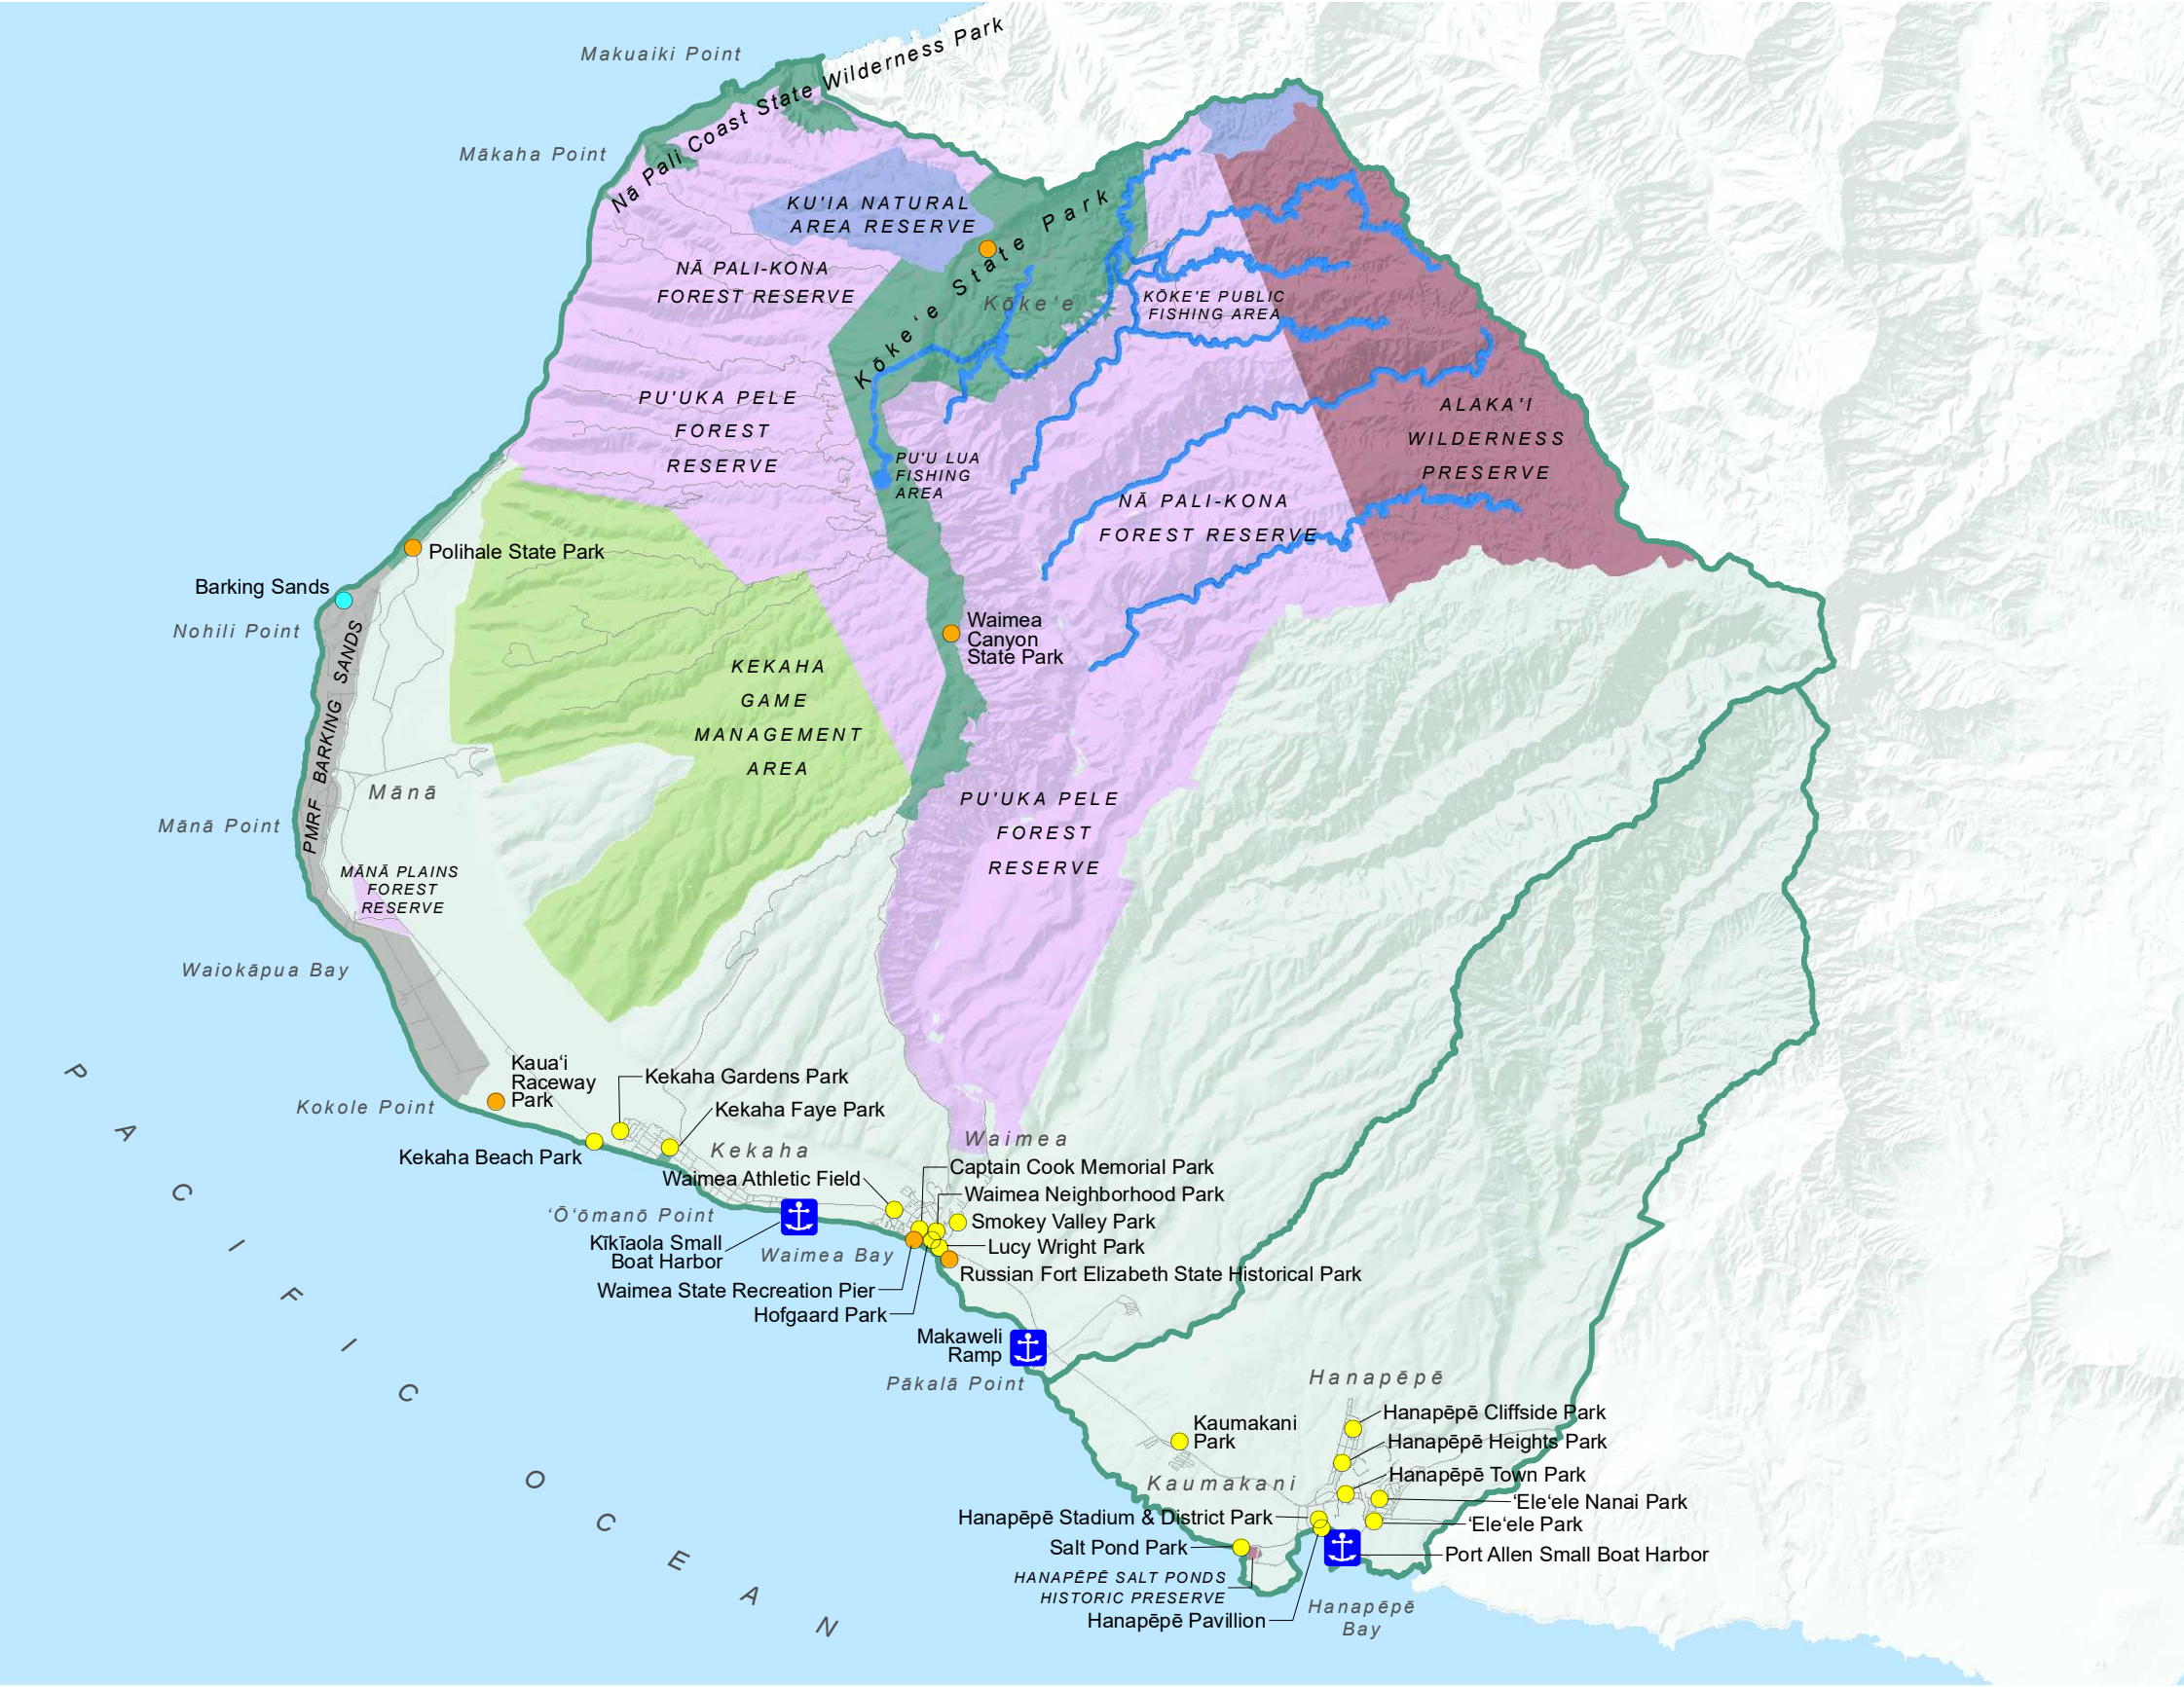 Makuaiki Point
Nā Pali Coast State Wilderness Park
Mākaha Point
KU'IA NATURAL
AREA RESERVE
Kōkeʻe State Park
NĀ PALI-KONA
FOREST RESERVE
Kōkeʻe
KŌKE'E PUBLIC
FISHING AREA
PU'UKA PELE
FOREST
RESERVE
ALAKA'I
WILDERNESS
PRESERVE
PU'U LUA
FISHING
AREA
NĀ PALI-KONA
FOREST RESERVE
Polihale State Park
Barking Sands
Nohili Point
PMRF BARKING SANDS
Waimea
Canyon
State Park
KEKAHA
GAME
MANAGEMENT
AREA
Mānā
Mānā Point
PU'UKA PELE
FOREST
RESERVE
MĀNĀ PLAINS
FOREST
RESERVE
Waiokāpua Bay
Kauaʻi
Raceway
Park
Kekaha Gardens Park
Kokole Point
Kekaha Faye Park
Kekaha Beach Park
Kekaha
Waimea
Waimea Athletic Field
Captain Cook Memorial Park
Waimea Neighborhood Park
ʻŌʻōmanō Point
Smokey Valley Park
Kīkīaola Small
Boat Harbor
Waimea Bay
Lucy Wright Park
Russian Fort Elizabeth State Historical Park
Waimea State Recreation Pier
Hofgaard Park
Makaweli
Ramp
Pākalā Point
Hanapēpē
Kaumakani
Park
Hanapēpē Cliffside Park
Hanapēpē Heights Park
Kaumakani
Hanapēpē Town Park
ʻEleʻele Nanai Park
Hanapēpē Stadium & District Park
ʻEleʻele Park
Salt Pond Park
Port Allen Small Boat Harbor
HANAPĒPĒ SALT PONDS
HISTORIC PRESERVE
Hanapēpē Pavillion
Hanapēpē
Bay
PACIFIC OCEAN